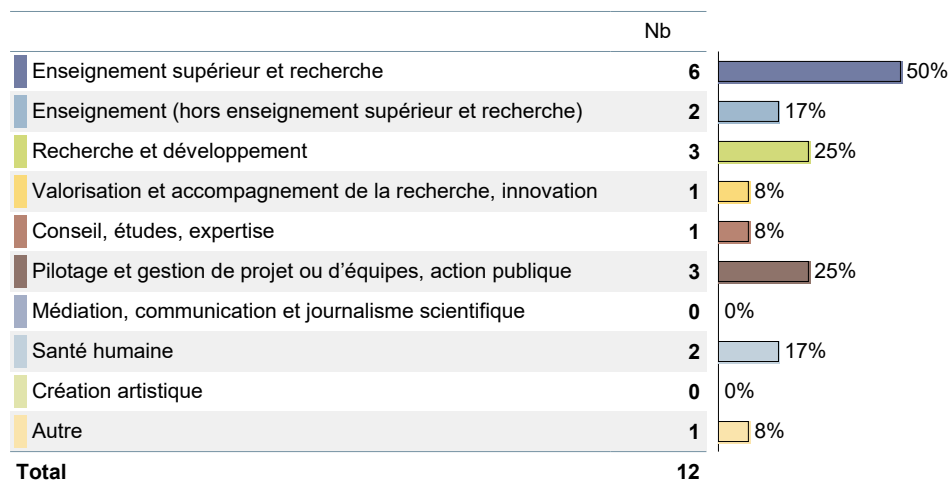 Nb
Enseignement supérieur et recherche 6 50%
Enseignement (hors enseignement supérieur et recherche) 2 17%
Recherche et développement 3 25%
Valorisation et accompagnement de la recherche, innovation 1 8%
Conseil, études, expertise 1 8%
Pilotage et gestion de projet ou d’équipes, action publique 3 25%
Médiation, communication et journalisme scientifique 0 0%
Santé humaine 2 17%
Création artistique 0 0%
Autre 1 8%
Total 12